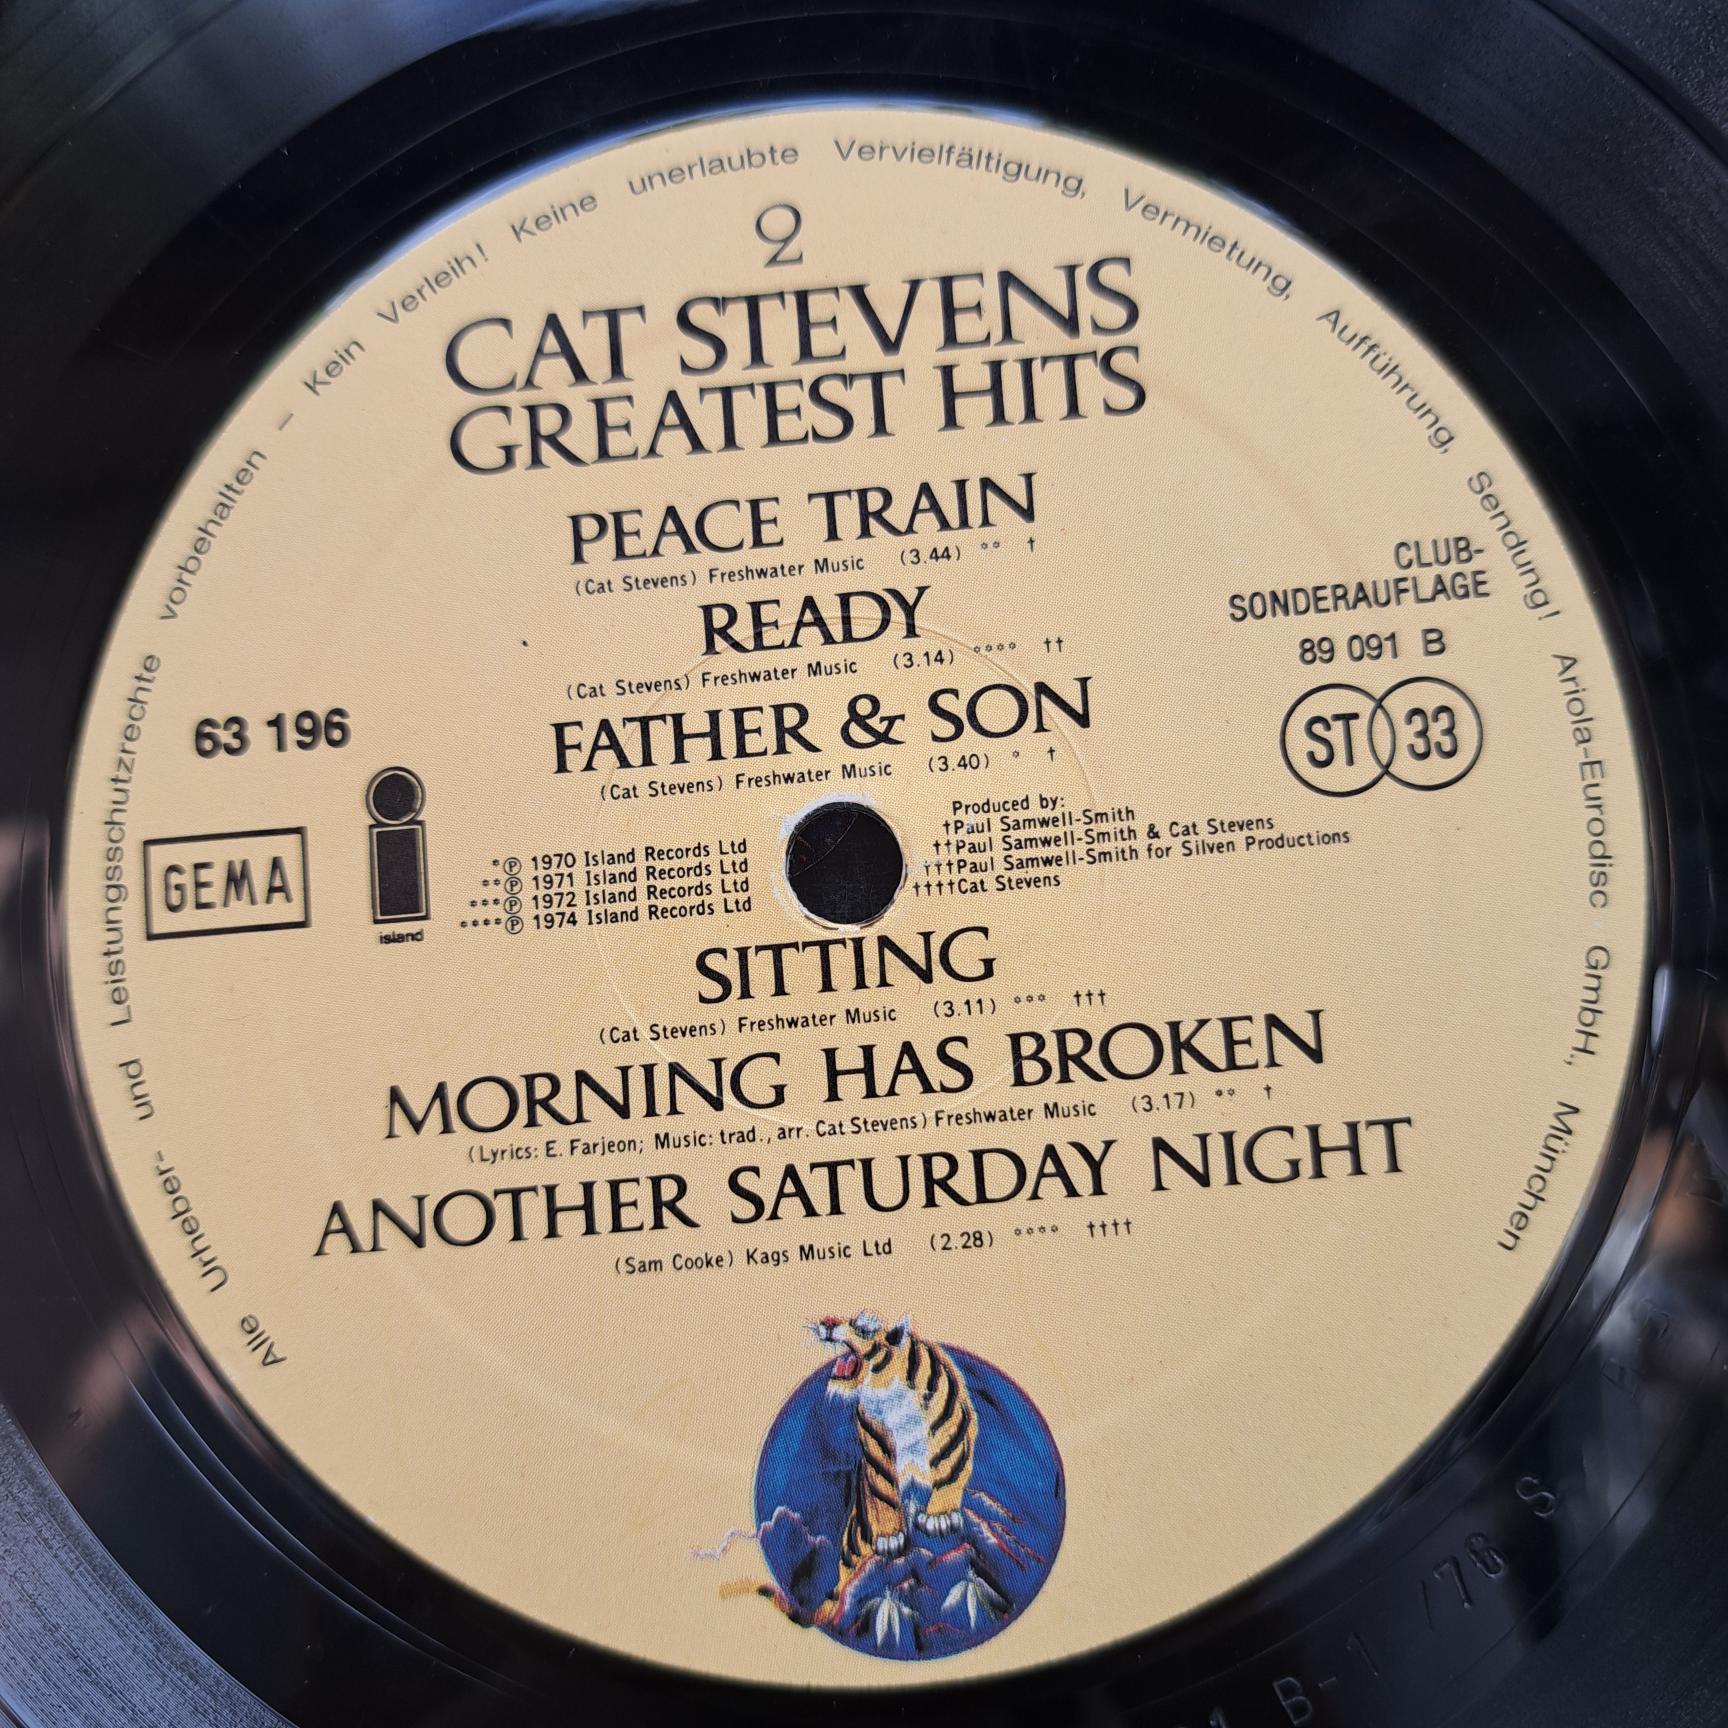 Alle Urheber- und Leistungsschutzrechte vorbehalten – Kein Verleih! Keine unerlaubte Vervielfältigung, Vermietung, Aufführung, Sendung! Ariola-Eurodisc GmbH., München
2
CAT STEVENS
GREATEST HITS
PEACE TRAIN
(Cat Stevens) Freshwater Music (3.44) ** †
READY
(Cat Stevens) Freshwater Music (3.14) **** ††
FATHER & SON
(Cat Stevens) Freshwater Music (3.40) * †
CLUB-
SONDERAUFLAGE
89 091 B
ST 33
63 196
GEMA
island
*℗ 1970 Island Records Ltd
**℗ 1971 Island Records Ltd
***℗ 1972 Island Records Ltd
****℗ 1974 Island Records Ltd
Produced by:
†Paul Samwell-Smith
††Paul Samwell-Smith & Cat Stevens
†††Paul Samwell-Smith for Silven Productions
††††Cat Stevens
SITTING
(Cat Stevens) Freshwater Music (3.11) *** †††
MORNING HAS BROKEN
(Lyrics: E. Farjeon; Music: trad., arr. Cat Stevens) Freshwater Music (3.17) ** †
ANOTHER SATURDAY NIGHT
(Sam Cooke) Kags Music Ltd (2.28) **** ††††
1 B-1 /76 S